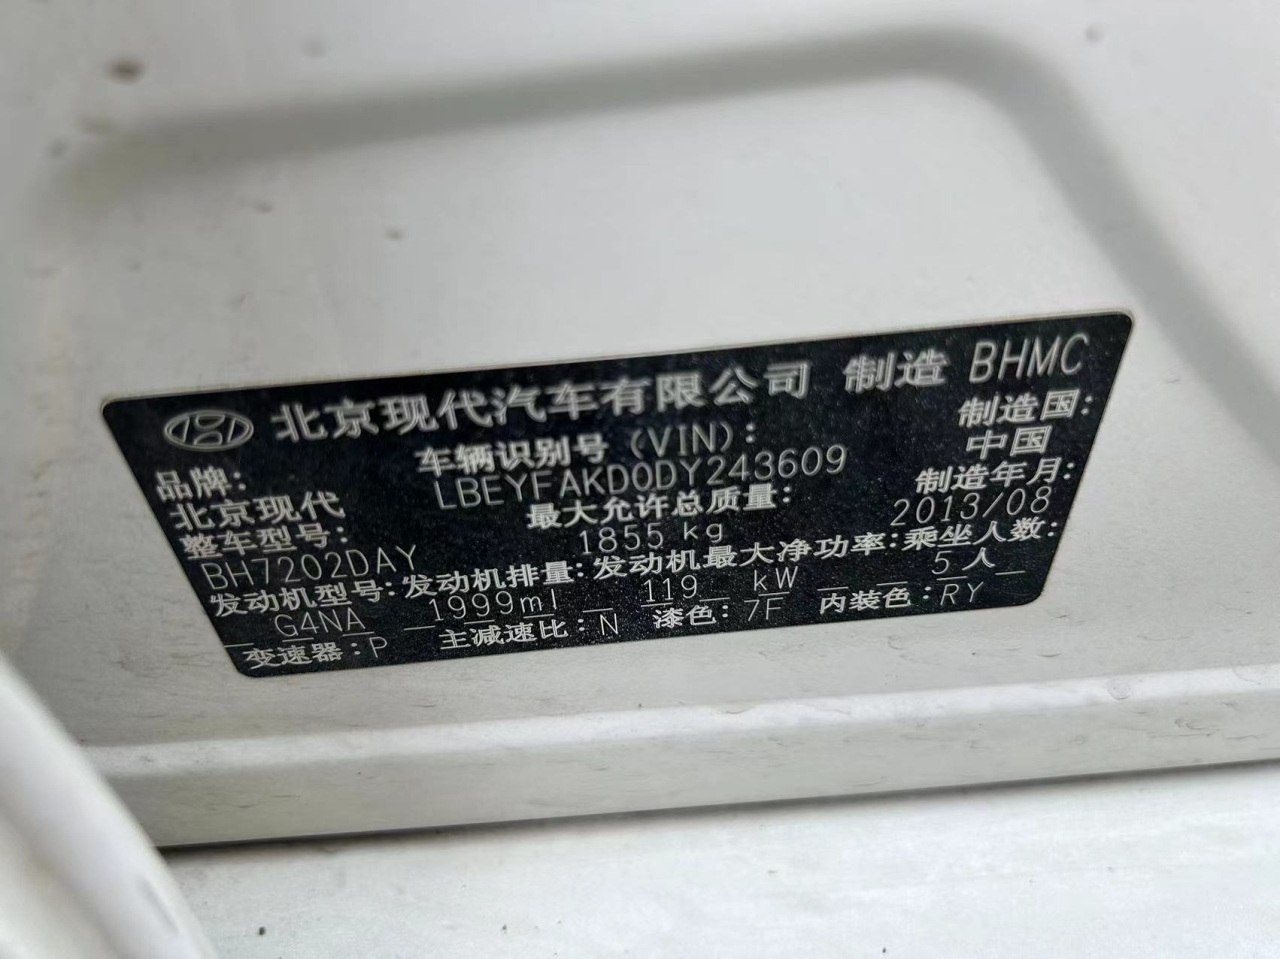 北京现代汽车有限公司 制造 BHMC
品牌: 车辆识别号 (VIN): 制造国:
北京现代 LBEYFAKD0DY243609 中国
整车型号: 最大允许总质量: 制造年月:
BH7202DAY 1855 kg 2013/08
发动机型号: 发动机排量: 发动机最大净功率: 乘坐人数:
G4NA 1999ml 119 kW 5 人
变速器: P 主减速比: N 漆色: 7F 内装色: RY